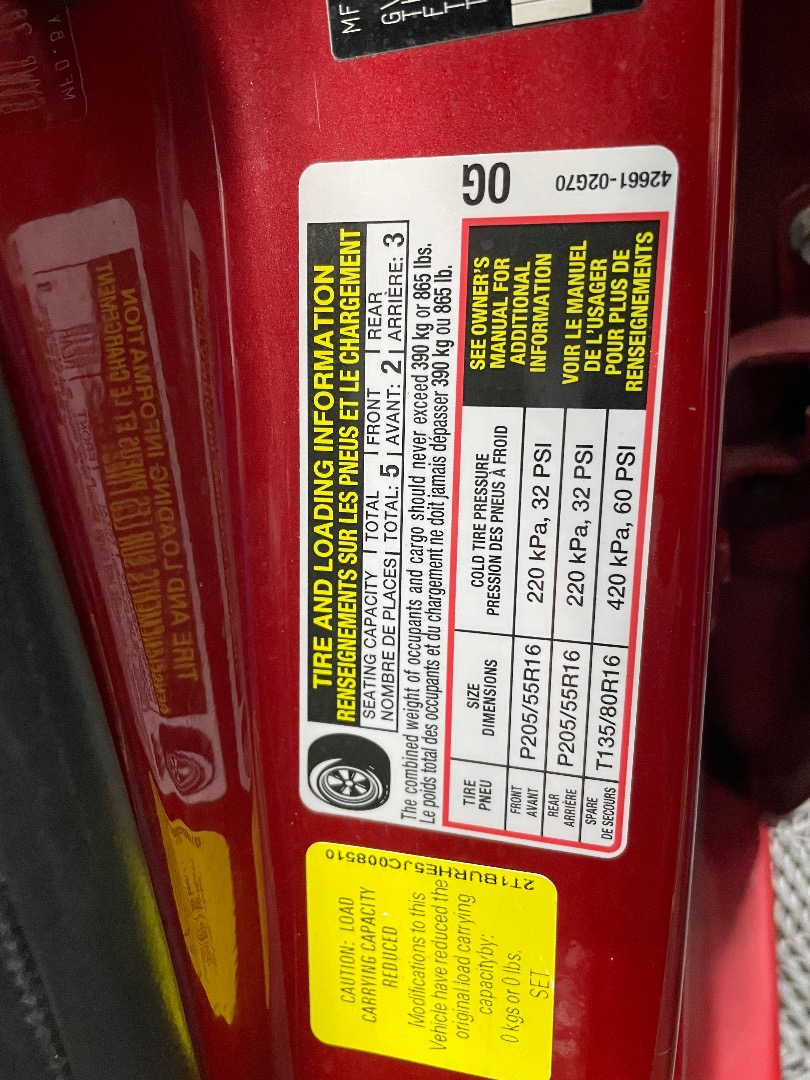 TIRE AND LOADING INFORMATION
RENSEIGNEMENTS SUR LES PNEUS ET LE CHARGEMENT
SEATING CAPACITY | TOTAL | FRONT | REAR
NOMBRE DE PLACES | TOTAL: 5 | AVANT: 2 | ARRIÈRE: 3
The combined weight of occupants and cargo should never exceed 390 kg or 865 lbs.
Le poids total des occupants et du chargement ne doit jamais dépasser 390 kg ou 865 lb.
TIRE PNEU | SIZE DIMENSIONS | COLD TIRE PRESSURE PRESSION DES PNEUS À FROID
FRONT AVANT | P205/55R16 | 220 kPa, 32 PSI
REAR ARRIÈRE | P205/55R16 | 220 kPa, 32 PSI
SPARE DE SECOURS | T135/80R16 | 420 kPa, 60 PSI
SEE OWNER'S
MANUAL FOR
ADDITIONAL
INFORMATION
VOIR LE MANUEL
DE L'USAGER
POUR PLUS DE
RENSEIGNEMENTS
0G
42661-02G70
CAUTION: LOAD
CARRYING CAPACITY
REDUCED
Modifications to this
Vehicle have reduced the
original load carrying
capacity by:
0 kgs or 0 lbs.
SET
2T1BURHE5JC008510
MF